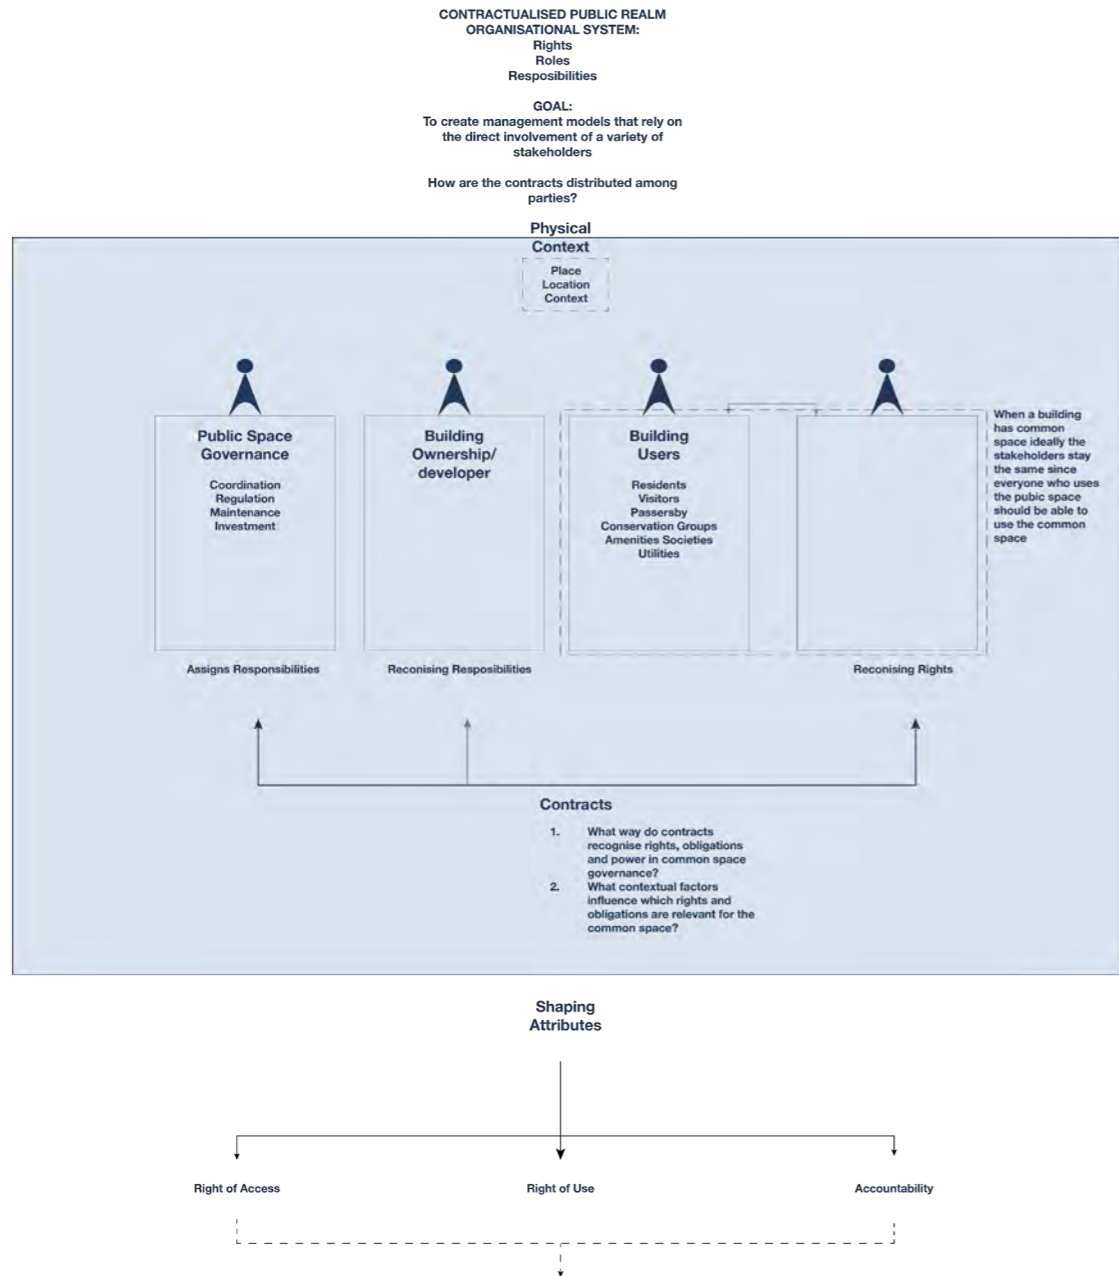 CONTRACTUALISED PUBLIC REALM
ORGANISATIONAL SYSTEM:
Rights
Roles
Resposibilities
GOAL:
To create management models that rely on
the direct involvement of a variety of
stakeholders
How are the contracts distributed among
parties?
Physical
Context
Place
Location
Context
Public Space
Governance
Coordination
Regulation
Maintenance
Investment
Building
Ownership/
developer
Building
Users
Residents
Visitors
Passersby
Conservation Groups
Amenities Societies
Utilities
When a building
has common
space ideally the
stakeholders stay
the same since
everyone who uses
the pubic space
should be able to
use the common
space
Assigns Responsibilities
Reconising Resposibilities
Reconising Rights
Contracts
1. What way do contracts
recognise rights, obligations
and power in common space
governance?
2. What contextual factors
influence which rights and
obligations are relevant for the
common space?
Shaping
Attributes
Right of Access
Right of Use
Accountability